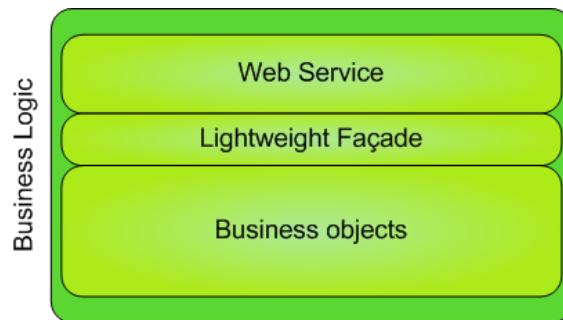 Business Logic
Web Service
Lightweight Façade
Business objects